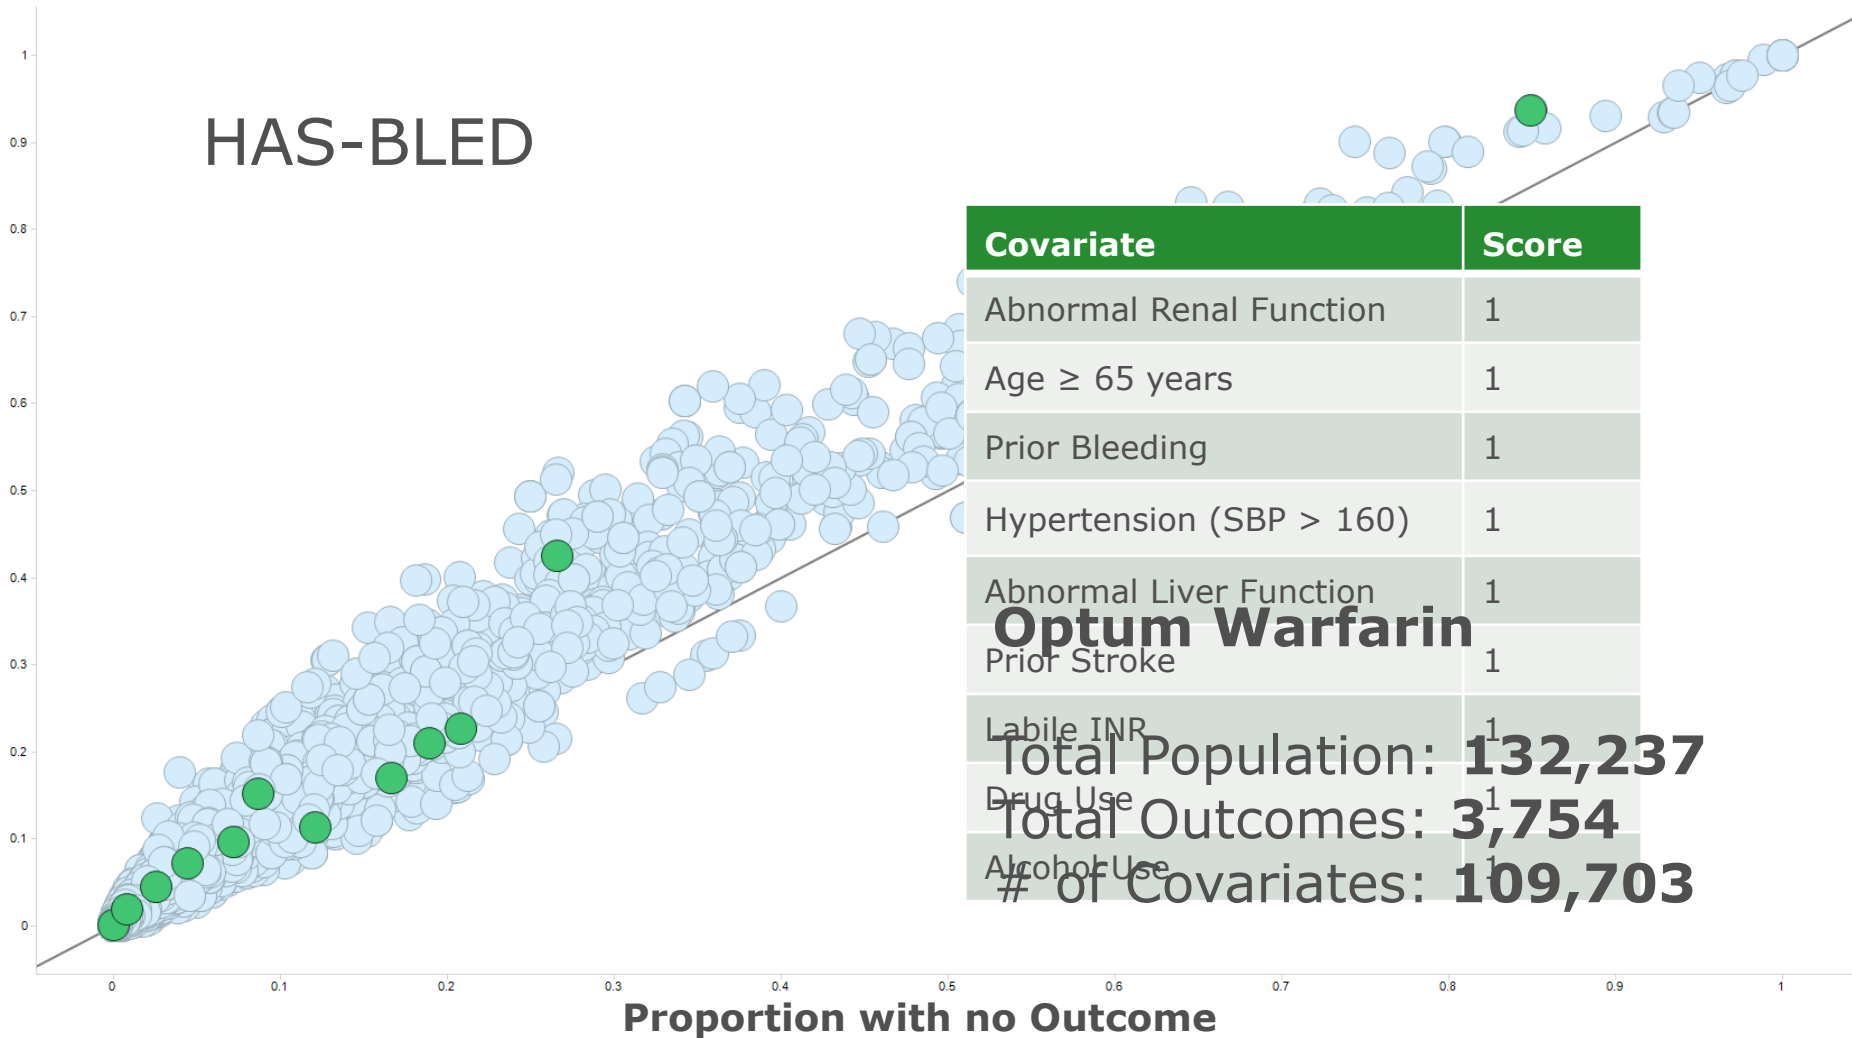 HAS-BLED
1
0.9
0.8
0.7
0.6
0.5
0.4
0.3
0.2
0.1
0
Covariate Score
Abnormal Renal Function 1
Age ≥ 65 years 1
Prior Bleeding 1
Hypertension (SBP > 160) 1
Abnormal Liver Function 1
Optum Warfarin
Prior Stroke 1
Labile INR 1
Total Population: 132,237
Drug Use 1
Total Outcomes: 3,754
Alcohol Use 1
# of Covariates: 109,703
0 0.1 0.2 0.3 0.4 0.5 0.6 0.7 0.8 0.9 1
Proportion with no Outcome